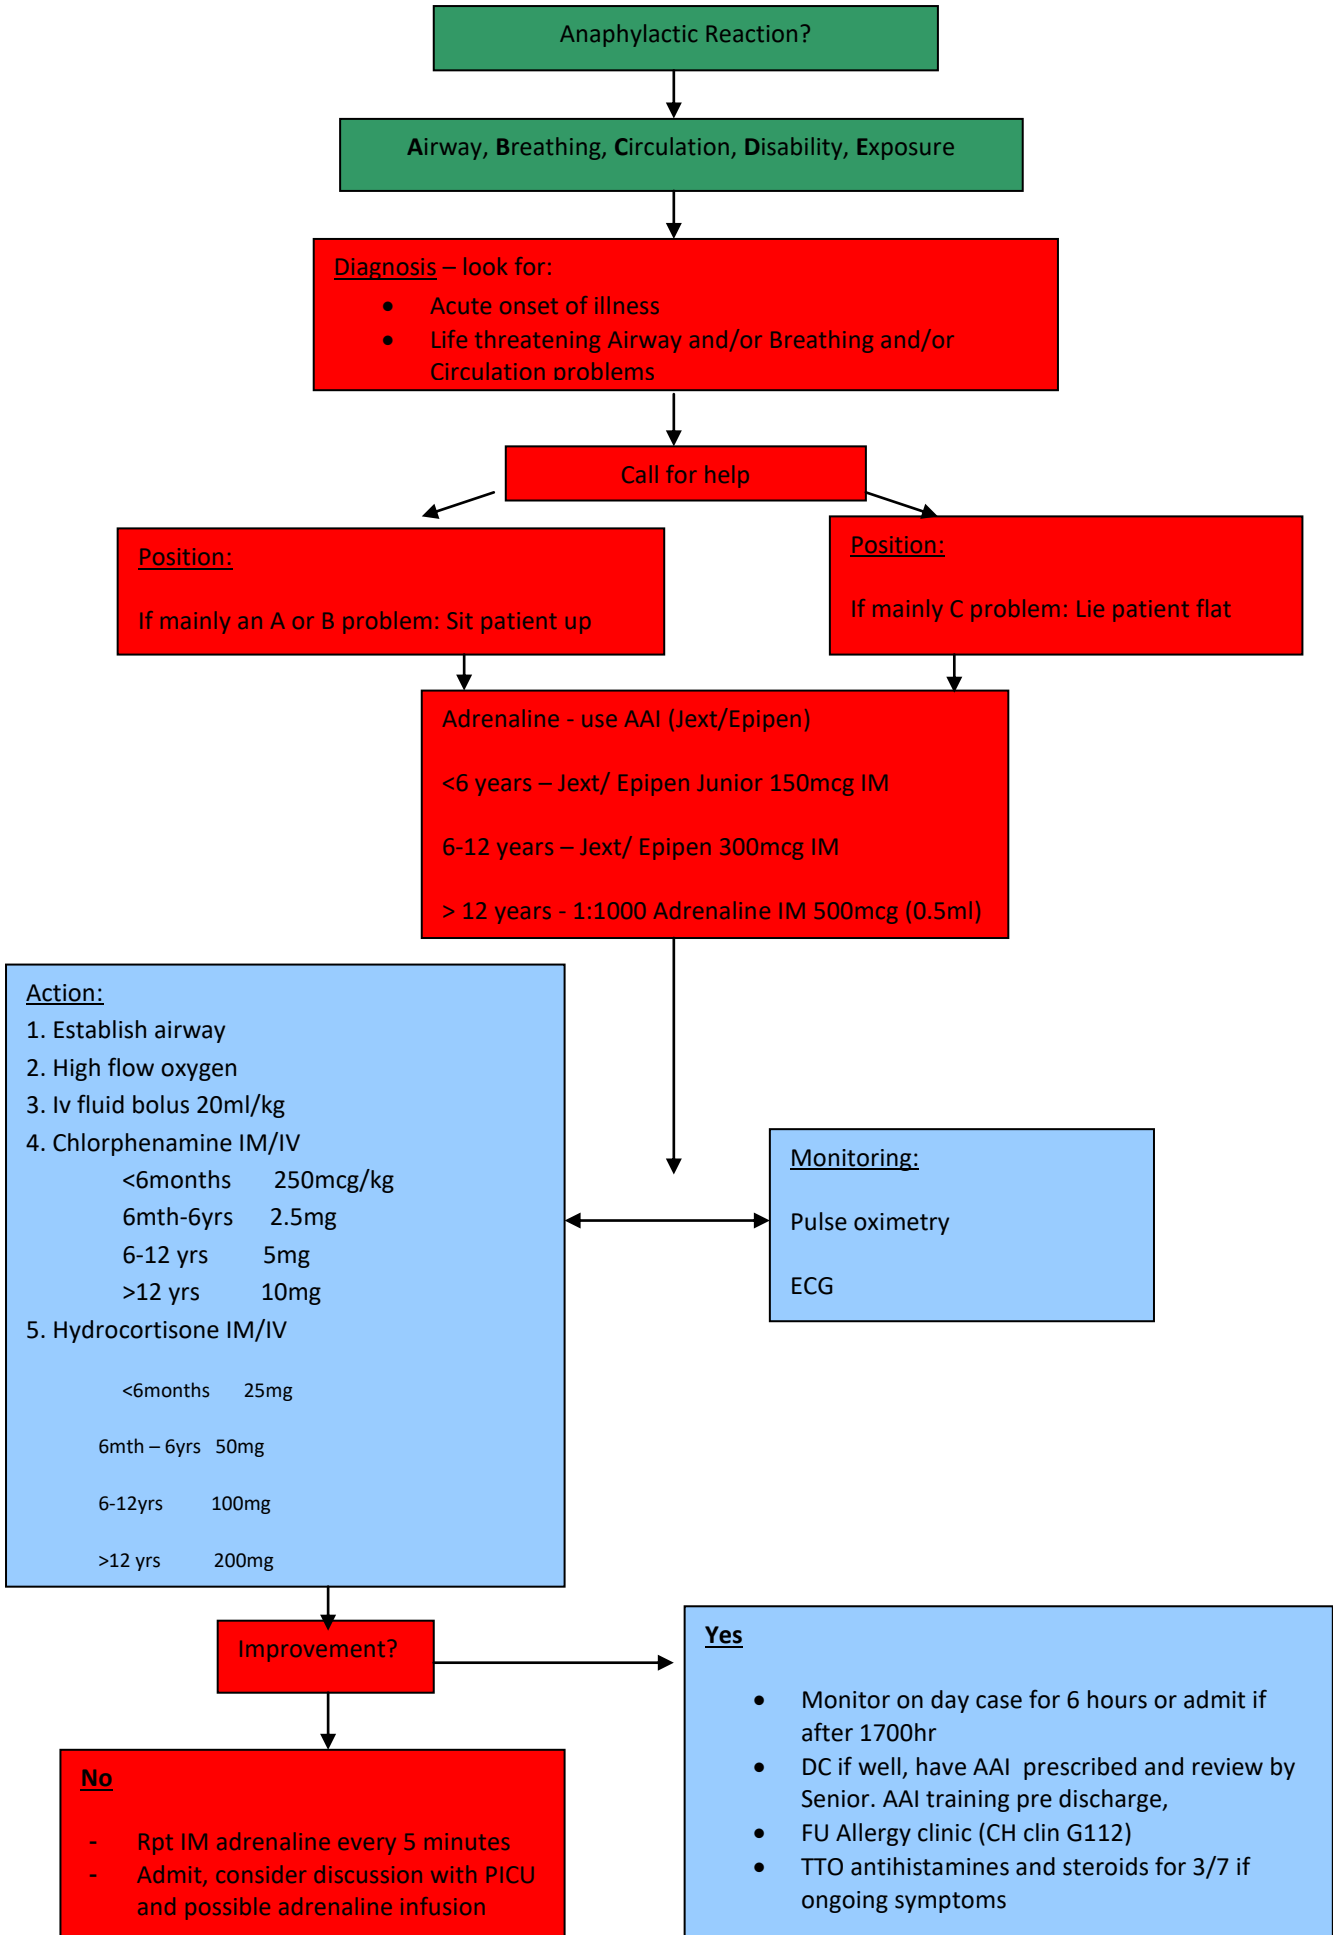 Anaphylactic Reaction?
Airway, Breathing, Circulation, Disability, Exposure
Diagnosis – look for:
• Acute onset of illness
• Life threatening Airway and/or Breathing and/or
Circulation problems
Call for help
Position:
If mainly an A or B problem: Sit patient up
Position:
If mainly C problem: Lie patient flat
Adrenaline - use AAI (Jext/Epipen)
<6 years – Jext/ Epipen Junior 150mcg IM
6-12 years – Jext/ Epipen 300mcg IM
> 12 years - 1:1000 Adrenaline IM 500mcg (0.5ml)
Action:
1. Establish airway
2. High flow oxygen
3. Iv fluid bolus 20ml/kg
4. Chlorphenamine IM/IV
<6months 250mcg/kg
6mth-6yrs 2.5mg
6-12 yrs 5mg
>12 yrs 10mg
5. Hydrocortisone IM/IV
<6months 25mg
6mth – 6yrs 50mg
6-12yrs 100mg
>12 yrs 200mg
Monitoring:
Pulse oximetry
ECG
Improvement?
Yes
• Monitor on day case for 6 hours or admit if
after 1700hr
• DC if well, have AAI prescribed and review by
Senior. AAI training pre discharge,
• FU Allergy clinic (CH clin G112)
• TTO antihistamines and steroids for 3/7 if
ongoing symptoms
No
- Rpt IM adrenaline every 5 minutes
- Admit, consider discussion with PICU
and possible adrenaline infusion